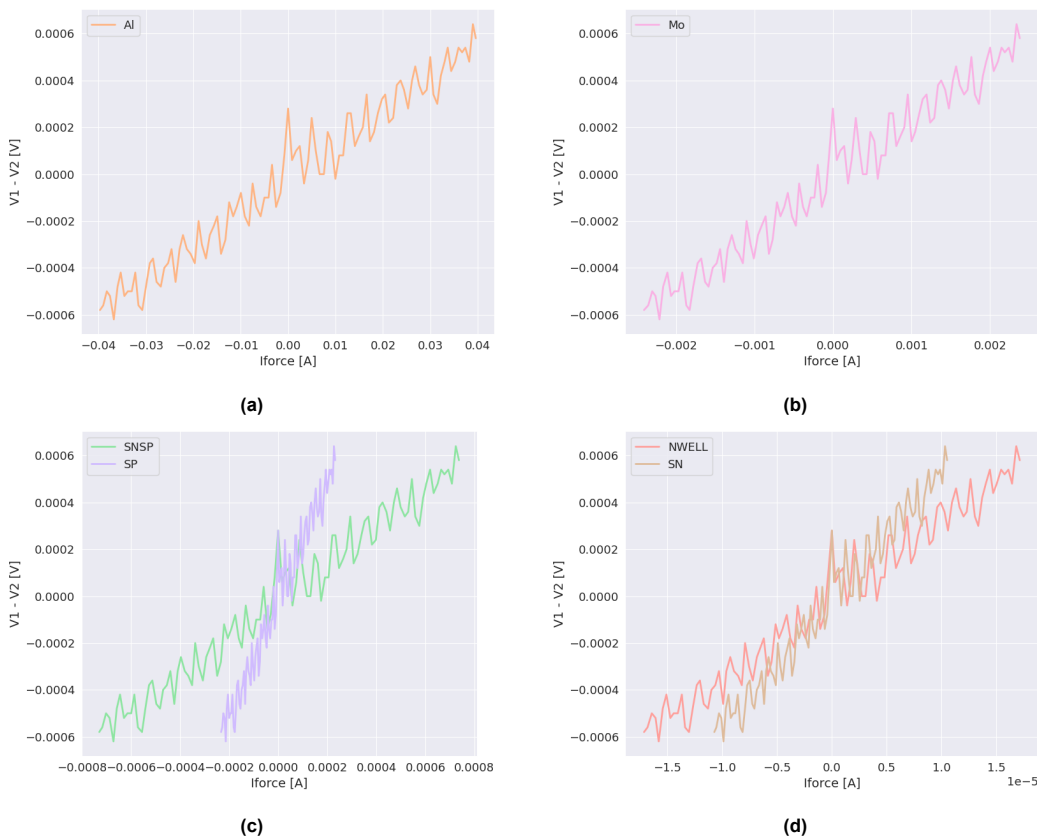 Al
0.0006
0.0004
0.0002
0.0000
−0.0002
−0.0004
−0.0006
V1 - V2 [V]
−0.04 −0.03 −0.02 −0.01 0.00 0.01 0.02 0.03 0.04
Iforce [A]
(a)
Mo
0.0006
0.0004
0.0002
0.0000
−0.0002
−0.0004
−0.0006
V1 - V2 [V]
−0.002 −0.001 0.000 0.001 0.002
Iforce [A]
(b)
SNSP
SP
0.0006
0.0004
0.0002
0.0000
−0.0002
−0.0004
−0.0006
V1 - V2 [V]
−0.0008 −0.0006 −0.0004 −0.0002 0.0000 0.0002 0.0004 0.0006 0.0008
Iforce [A]
(c)
NWELL
SN
0.0006
0.0004
0.0002
0.0000
−0.0002
−0.0004
−0.0006
V1 - V2 [V]
−1.5 −1.0 −0.5 0.0 0.5 1.0 1.5
1e−5
Iforce [A]
(d)